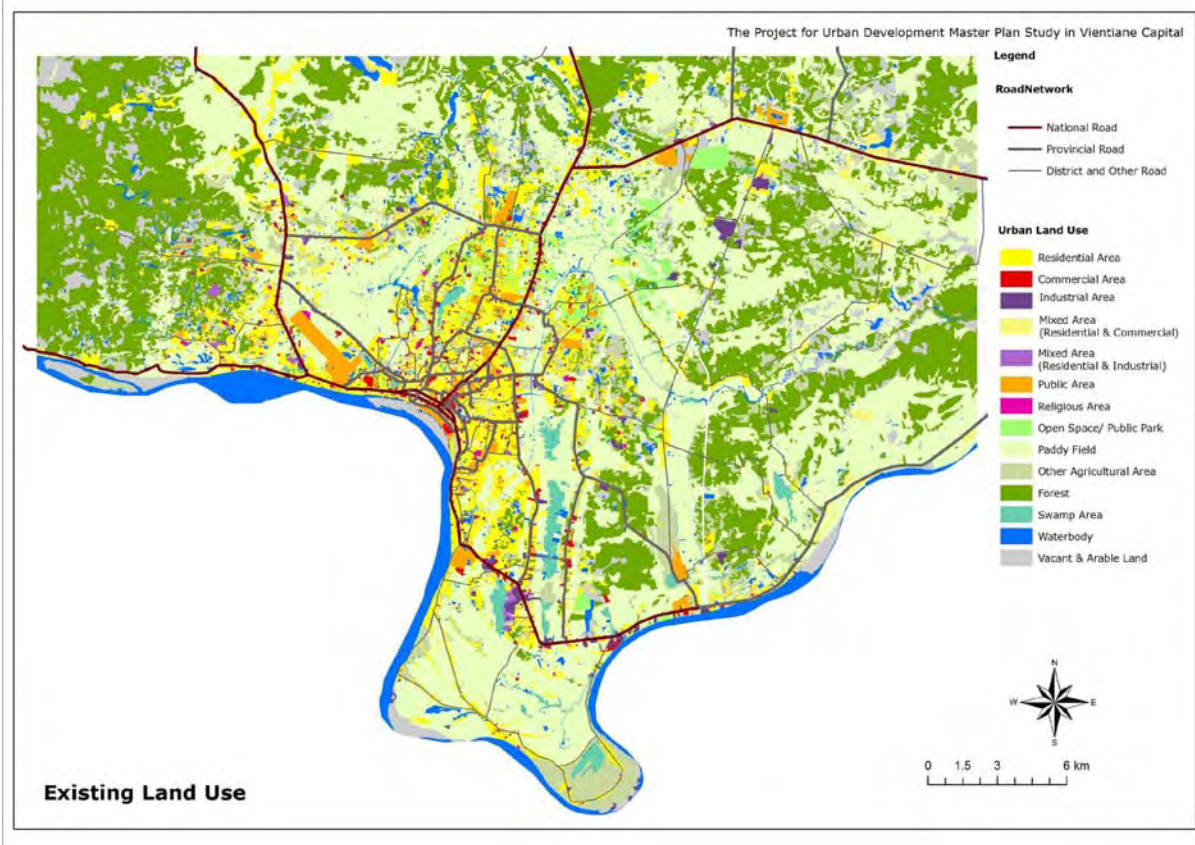 The Project for Urban Development Master Plan Study in Vientiane Capital
Legend
RoadNetwork
National Road
Provincial Road
District and Other Road
Urban Land Use
Residential Area
Commercial Area
Industrial Area
Mixed Area
(Residential & Commercial)
Mixed Area
(Residential & Industrial)
Public Area
Religious Area
Open Space/ Public Park
Paddy Field
Other Agricultural Area
Forest
Swamp Area
Waterbody
Vacant & Arable Land
N
W E
S
0 1.5 3 6 km
Existing Land Use